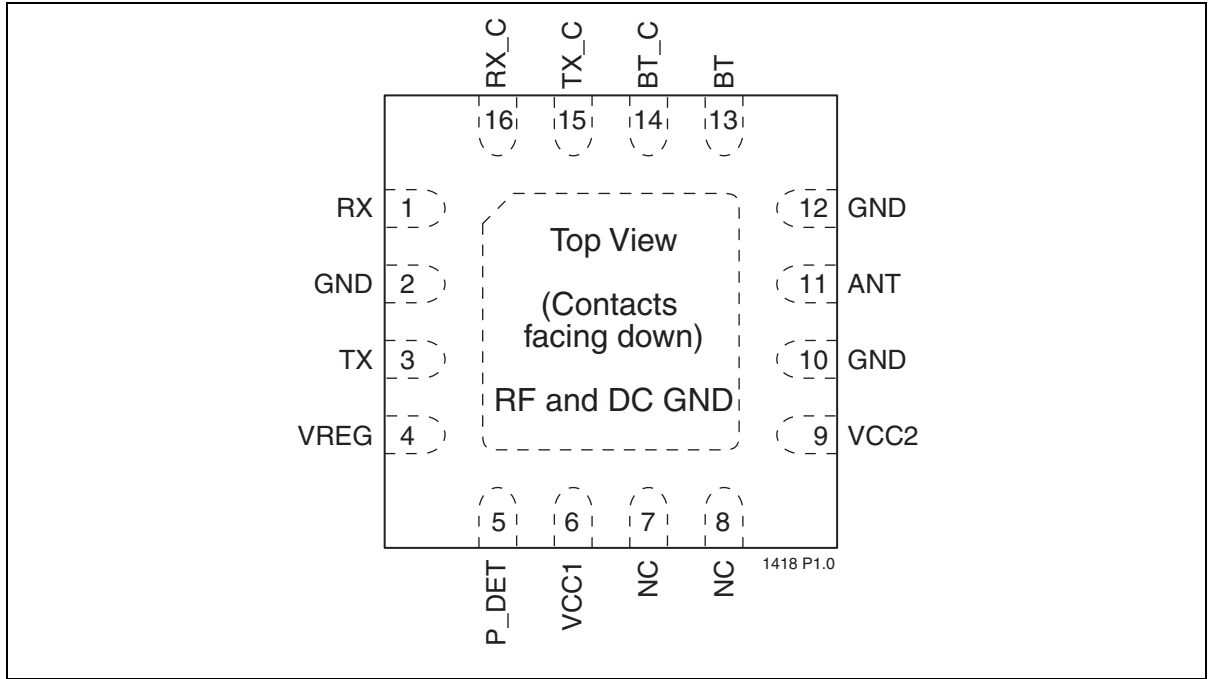 RX_C
TX_C
BT_C
BT
16
15
14
13
RX 1
12 GND
Top View
GND 2
11 ANT
(Contacts
facing down)
TX 3
10 GND
RF and DC GND
VREG 4
9 VCC2
5
6
7
8
P_DET
VCC1
NC
NC
1418 P1.0